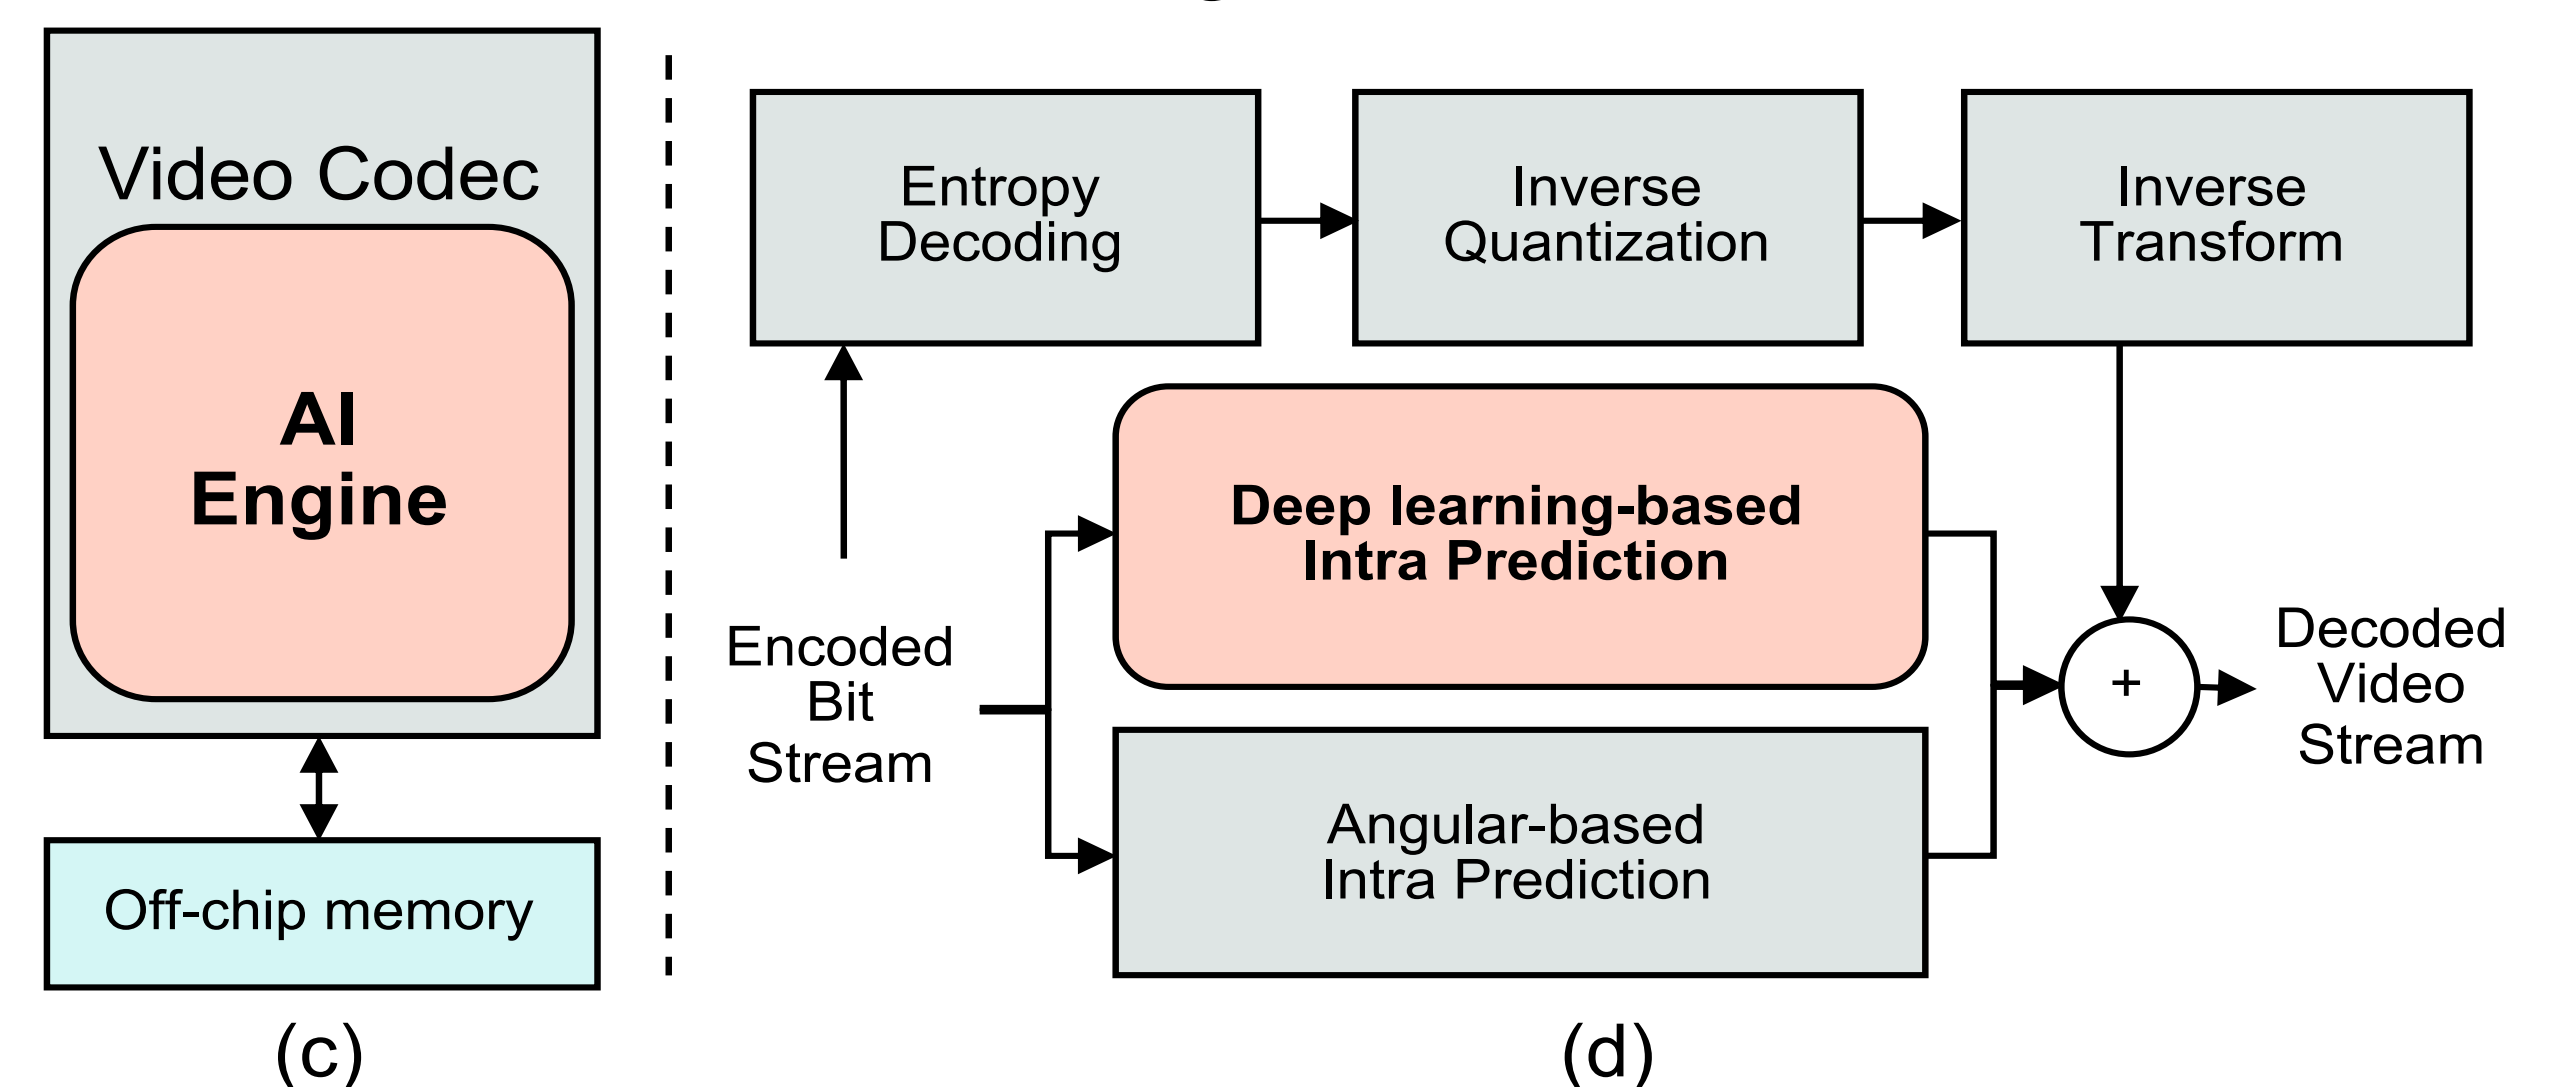 Video Codec
AI
Engine
Off-chip memory
(c)
Entropy
Decoding
Inverse
Quantization
Inverse
Transform
Deep learning-based
Intra Prediction
Encoded
Bit
Stream
Angular-based
Intra Prediction
+
Decoded
Video
Stream
(d)